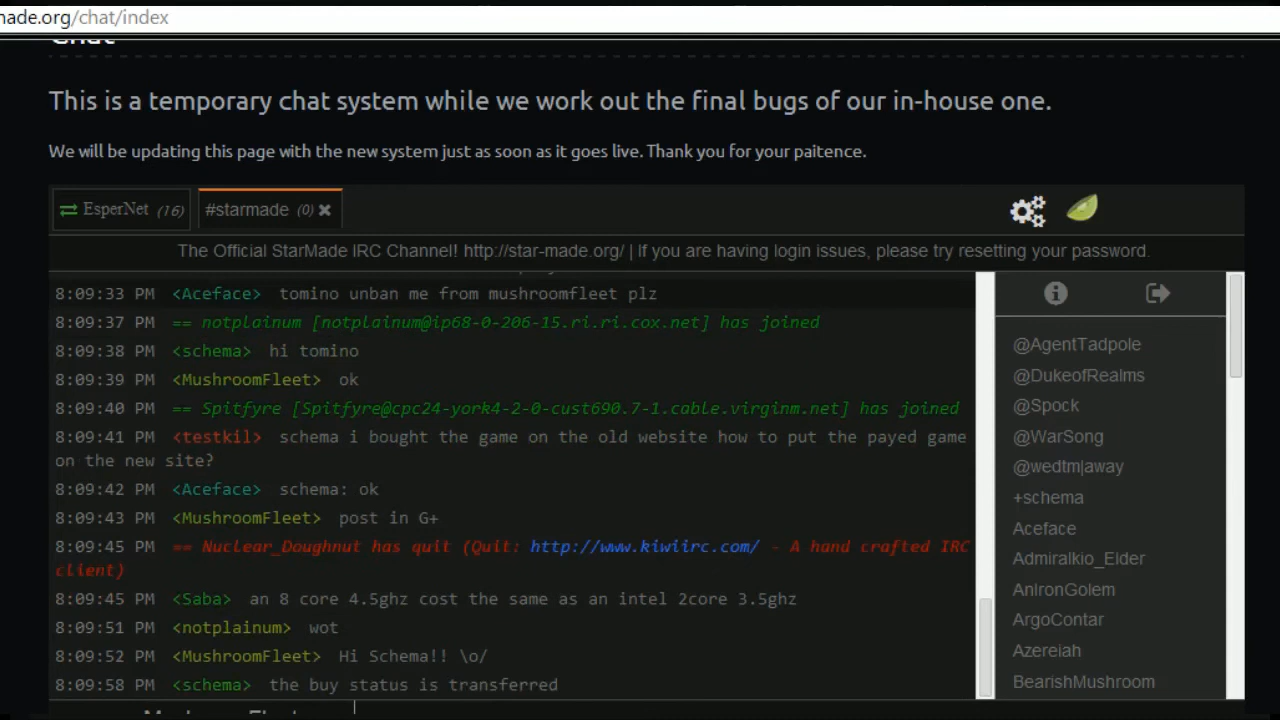 made.org/chat/index
Chat
This is a temporary chat system while we work out the final bugs of our in-house one.
We will be updating this page with the new system just as soon as it goes live. Thank you for your paitence.
EsperNet (16) #starmade (0)
The Official StarMade IRC Channel! http://star-made.org/ | If you are having login issues, please try resetting your password.
8:09:33 PM <Aceface> tomino unban me from mushroomfleet plz
8:09:37 PM == notplainum [notplainum@ip68-0-206-15.ri.ri.cox.net] has joined
8:09:38 PM <schema> hi tomino
8:09:39 PM <MushroomFleet> ok
8:09:40 PM == Spitfyre [Spitfyre@cpc24-york4-2-0-cust690.7-1.cable.virginm.net] has joined
8:09:41 PM <testkil> schema i bought the game on the old website how to put the payed game
on the new site?
8:09:42 PM <Aceface> schema: ok
8:09:43 PM <MushroomFleet> post in G+
8:09:45 PM == Nuclear_Doughnut has quit (Quit: http://www.kiwiirc.com/ - A hand crafted IRC
client)
8:09:45 PM <Saba> an 8 core 4.5ghz cost the same as an intel 2core 3.5ghz
8:09:51 PM <notplainum> wot
8:09:52 PM <MushroomFleet> Hi Schema!! \o/
8:09:58 PM <schema> the buy status is transferred
@AgentTadpole
@DukeofRealms
@Spock
@WarSong
@wedtm|away
+schema
Aceface
Admiralkio_Elder
AnIronGolem
ArgoContar
Azereiah
BearishMushroom